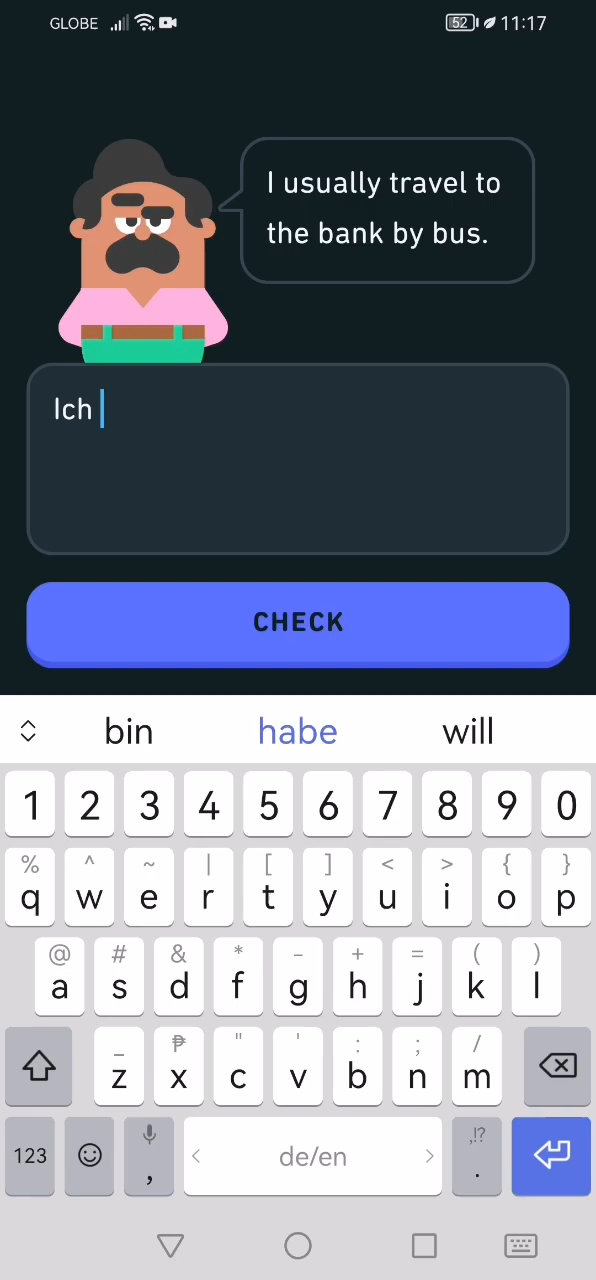 GLOBE 52 11:17
I usually travel to
the bank by bus.
Ich
CHECK
bin habe will
1 2 3 4 5 6 7 8 9 0
% ^ ~ | [ ] < > { }
q w e r t y u i o p
@ # & * - + = ( )
a s d f g h j k l
_ ₱ " ' : ; /
z x c v b n m
123 , < de/en > ,!? .